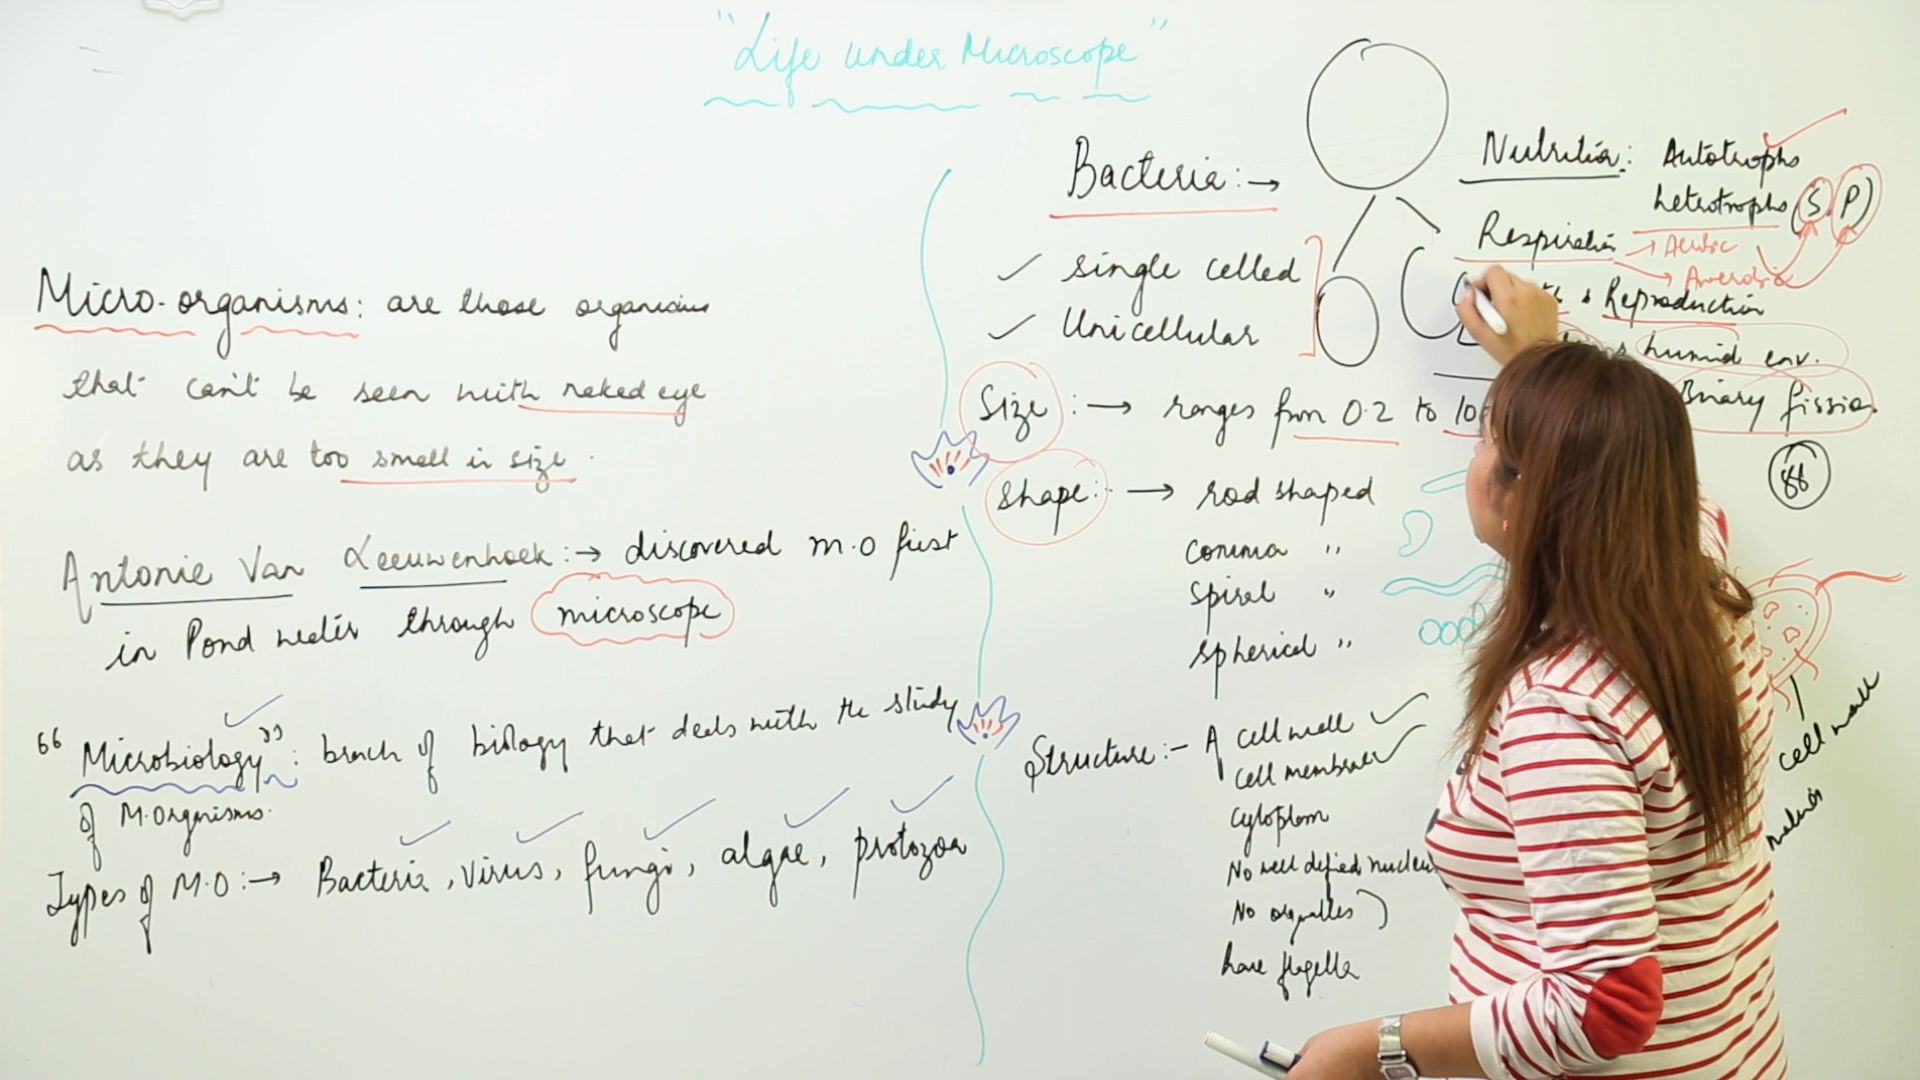 "Life under Microscope"
Micro-organisms: are those organisms
that can't be seen with naked eye
as they are too small in size.
Antonie Van Leeuwenhoek:→ discovered m.o first
in Pond water through microscope
"Microbiology": branch of biology that deals with the study
of M.Organisms.
Types of M.O:→ Bacteria, virus, fungi, algae, protozoa
Bacteria:→
✓ single celled
✓ Unicellular
Size:→ ranges from 0.2 to
Shape:-→ rod shaped
comma "
spiral "
spherical "
Structure:- A cell wall ✓
cell membrane ✓
cytoplasm
No well defined
No organelles
have flagella
Nutrition: Autotrophs
heterotrophs (S, P)
Respiration → Aerobic
→ Anaerobic
& Reproduction
humid env.
Binary fission.
88
cell wall